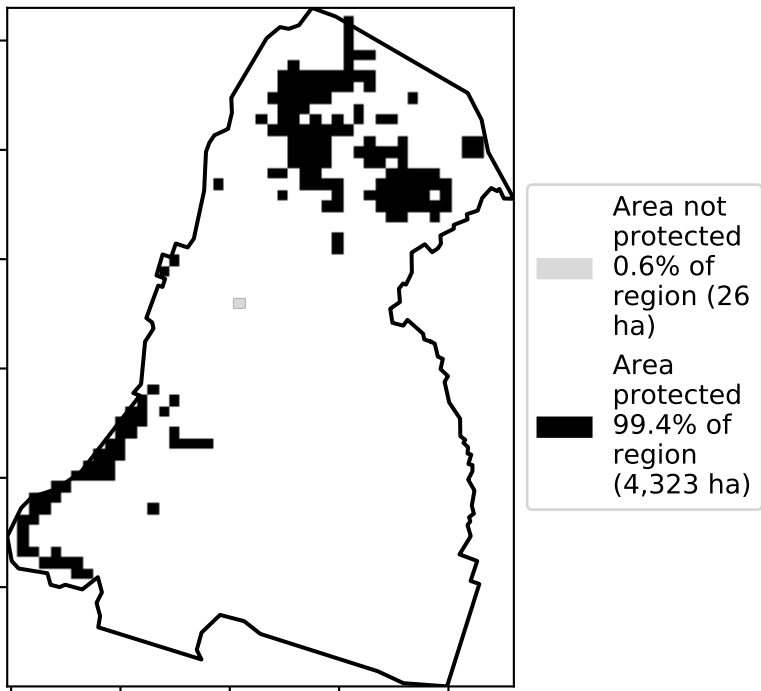 Area not
protected
0.6% of
region (26
ha)
Area
protected
99.4% of
region
(4,323 ha)